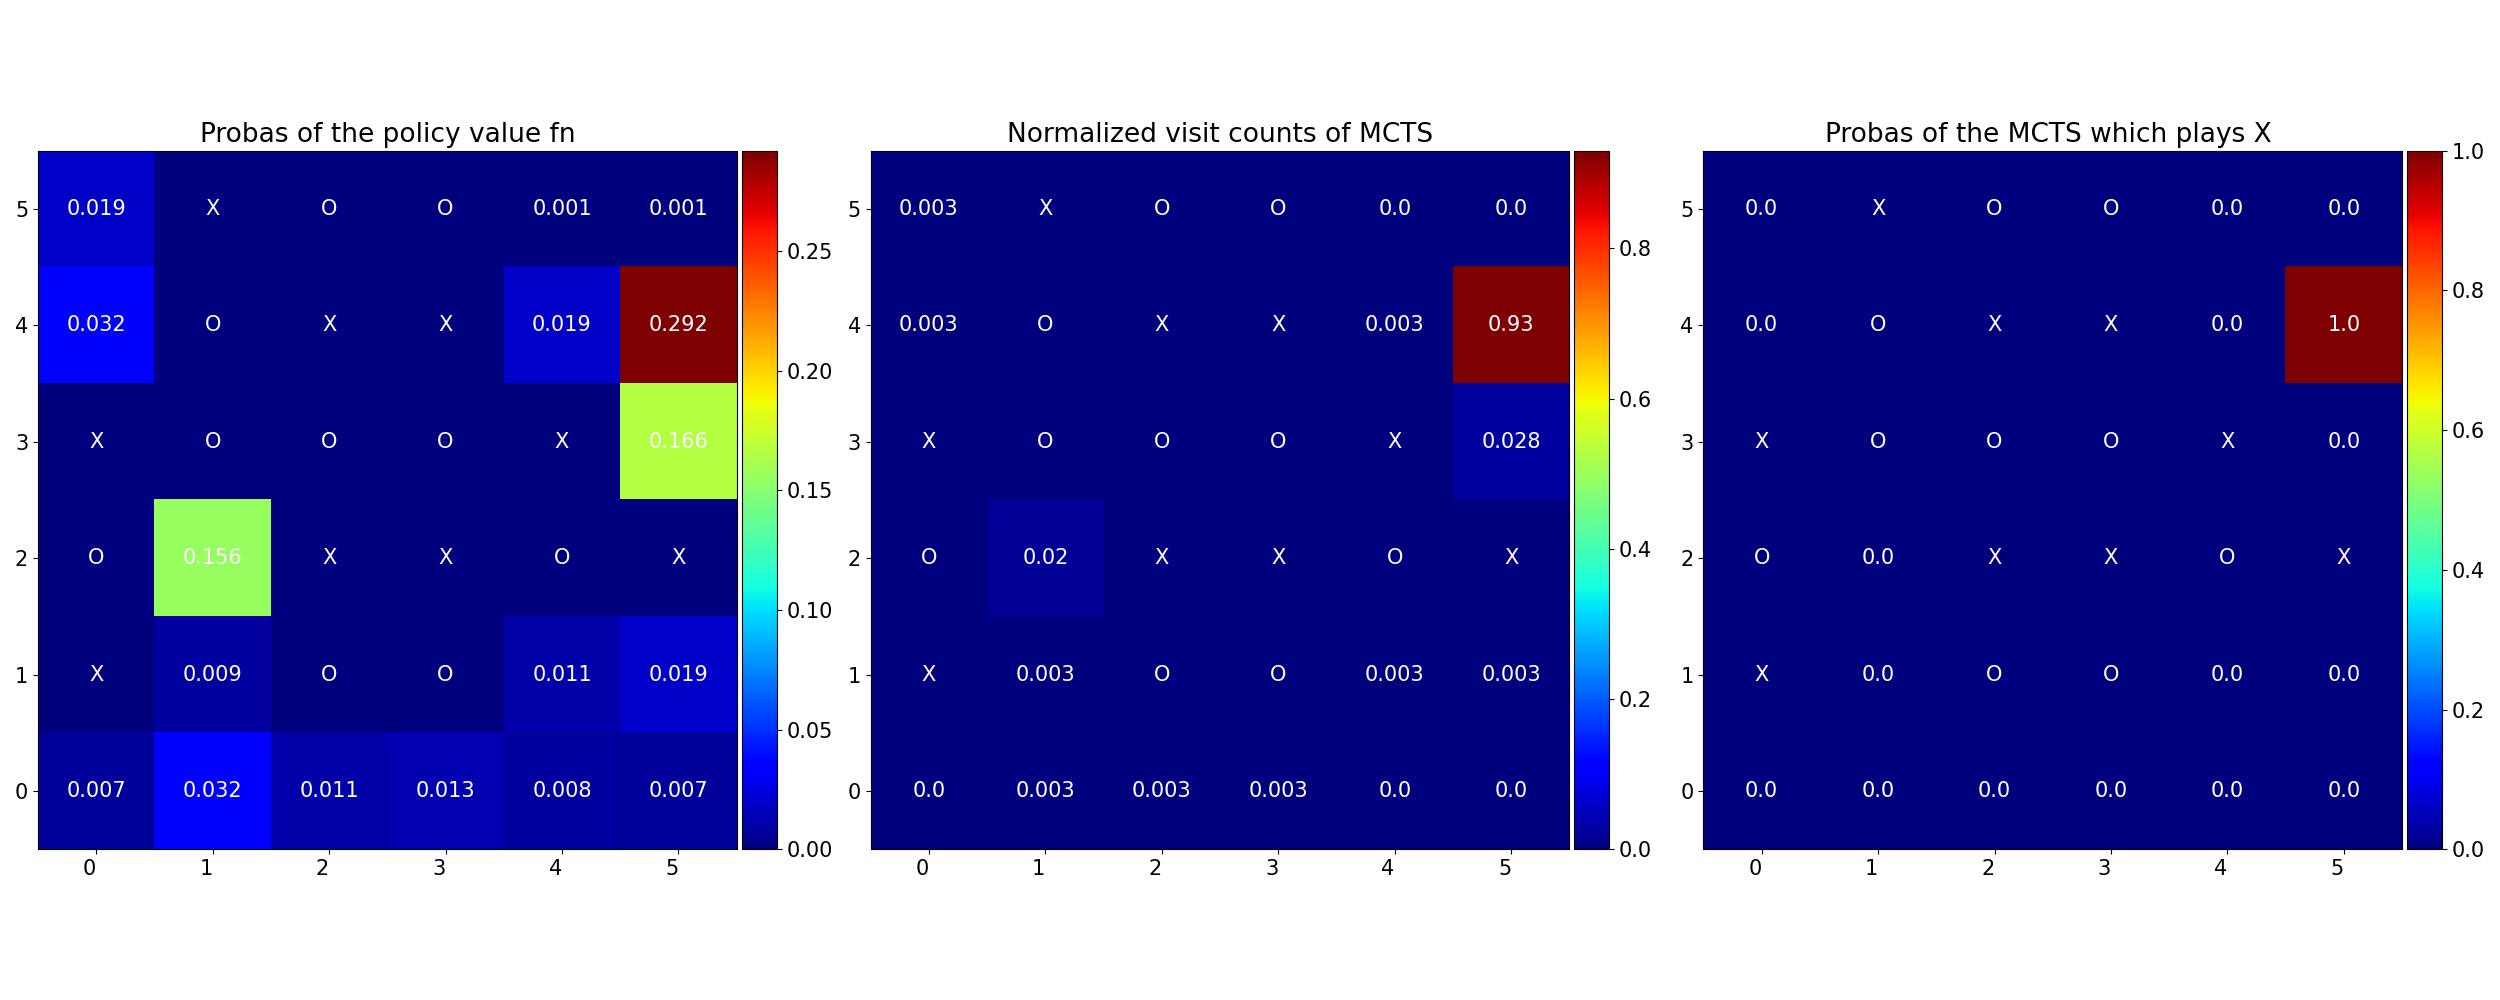 Probas of the policy value fn
5 0.019 X O O 0.001 0.001
4 0.032 O X X 0.019 0.292
3 X O O O X 0.166
2 O 0.156 X X O X
1 X 0.009 O O 0.011 0.019
0 0.007 0.032 0.011 0.013 0.008 0.007
0 1 2 3 4 5
0.25
0.20
0.15
0.10
0.05
0.00
Normalized visit counts of MCTS
5 0.003 X O O 0.0 0.0
4 0.003 O X X 0.003 0.93
3 X O O O X 0.028
2 O 0.02 X X O X
1 X 0.003 O O 0.003 0.003
0 0.0 0.003 0.003 0.003 0.0 0.0
0 1 2 3 4 5
0.8
0.6
0.4
0.2
0.0
Probas of the MCTS which plays X
5 0.0 X O O 0.0 0.0
4 0.0 O X X 0.0 1.0
3 X O O O X 0.0
2 O 0.0 X X O X
1 X 0.0 O O 0.0 0.0
0 0.0 0.0 0.0 0.0 0.0 0.0
0 1 2 3 4 5
1.0
0.8
0.6
0.4
0.2
0.0